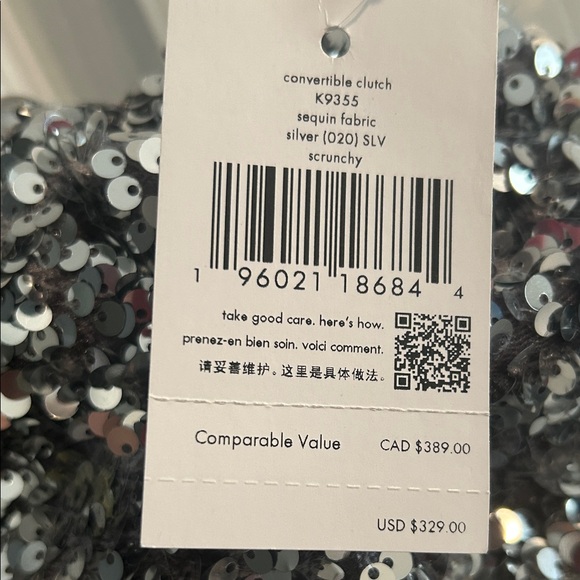 convertible clutch
K9355
sequin fabric
silver (020) SLV
scrunchy
1 96021 18684 4
take good care. here's how.
prenez-en bien soin. voici comment.
请妥善维护。这里是具体做法。
Comparable Value CAD $389.00
USD $329.00